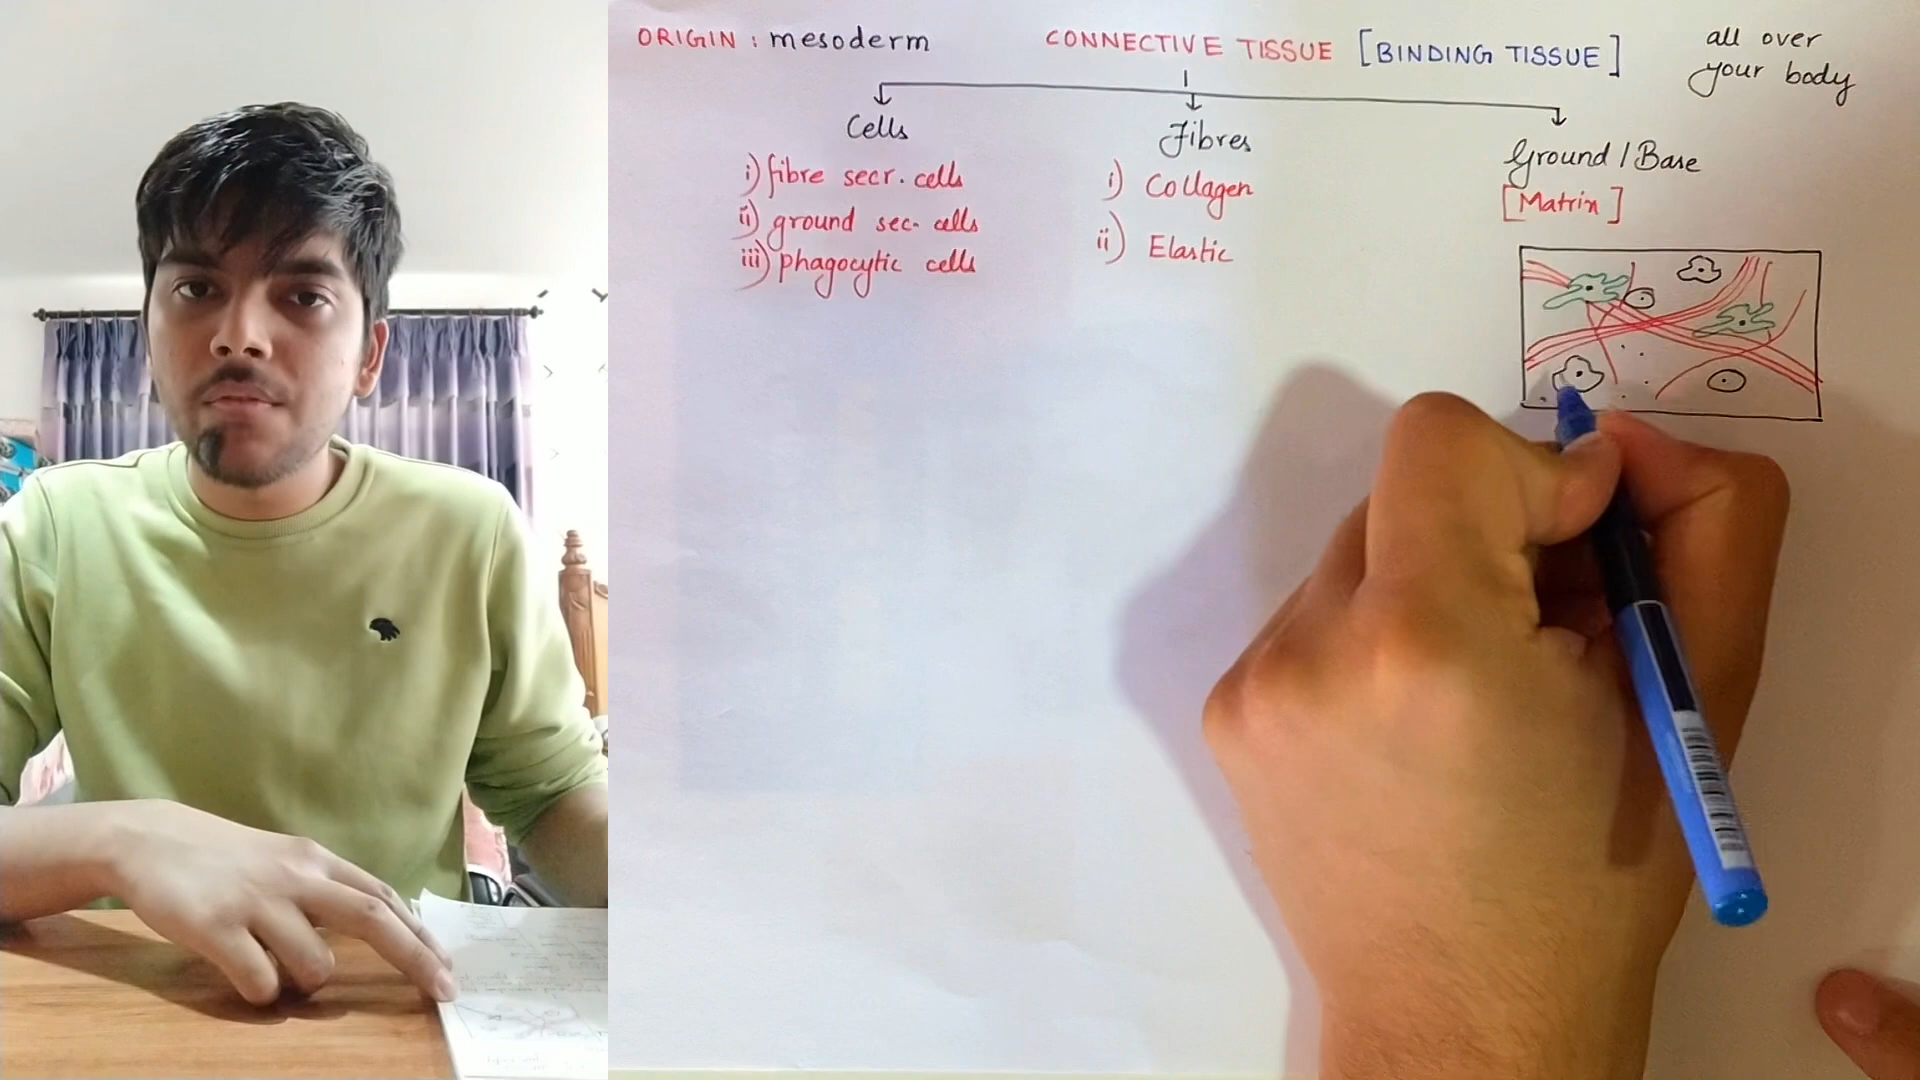 ORIGIN : mesoderm
CONNECTIVE TISSUE [BINDING TISSUE]
all over
your body
Cells
i) fibre secr. cells
ii) ground sec. cells
iii) phagocytic cells
Fibres
i) Collagen
ii) Elastic
Ground / Base
[Matrix]